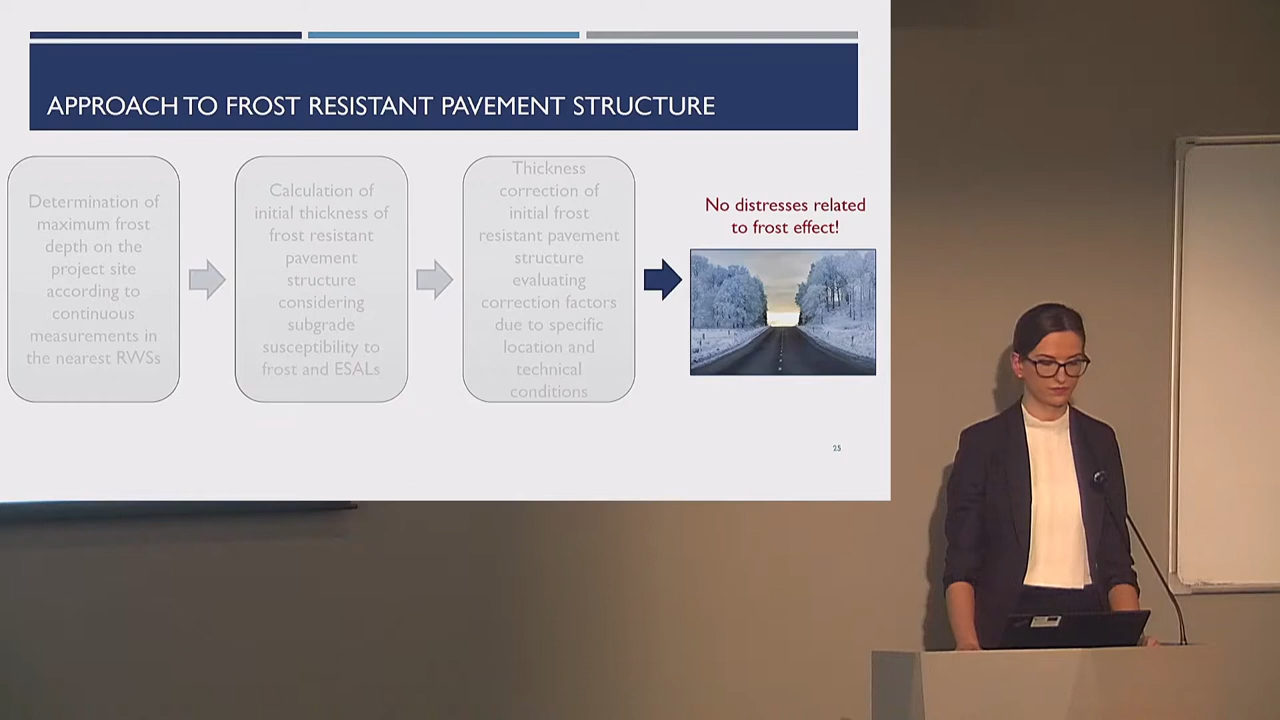 APPROACH TO FROST RESISTANT PAVEMENT STRUCTURE
Determination of
maximum frost
depth on the
project site
according to
continuous
measurements in
the nearest RWSs
Calculation of
initial thickness of
frost resistant
pavement
structure
considering
subgrade
susceptibility to
frost and ESALs
Thickness
correction of
initial frost
resistant pavement
structure
evaluating
correction factors
due to specific
location and
technical
conditions
No distresses related
to frost effect!
25